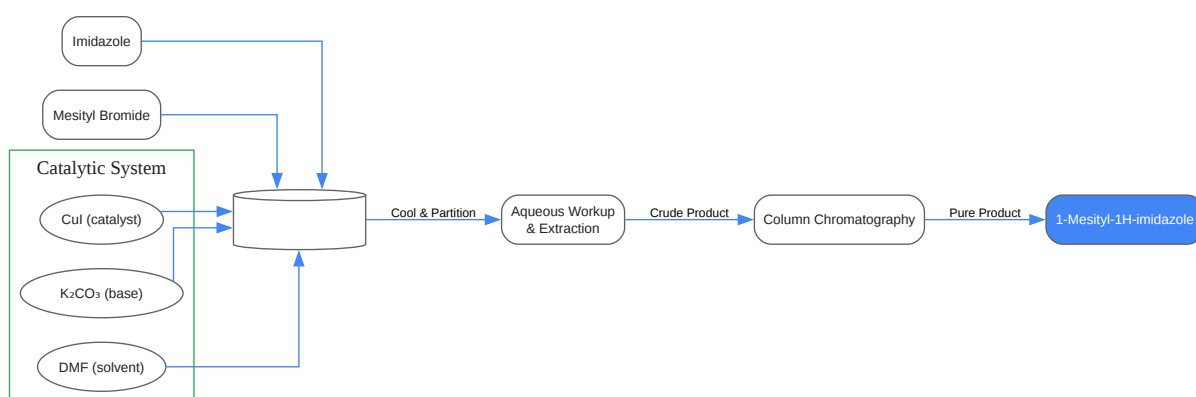 Imidazole
Mesityl Bromide
Catalytic System
CuI (catalyst)
K₂CO₃ (base)
DMF (solvent)
Cool & Partition
Aqueous Workup
& Extraction
Crude Product
Column Chromatography
Pure Product
1-Mesityl-1H-imidazole